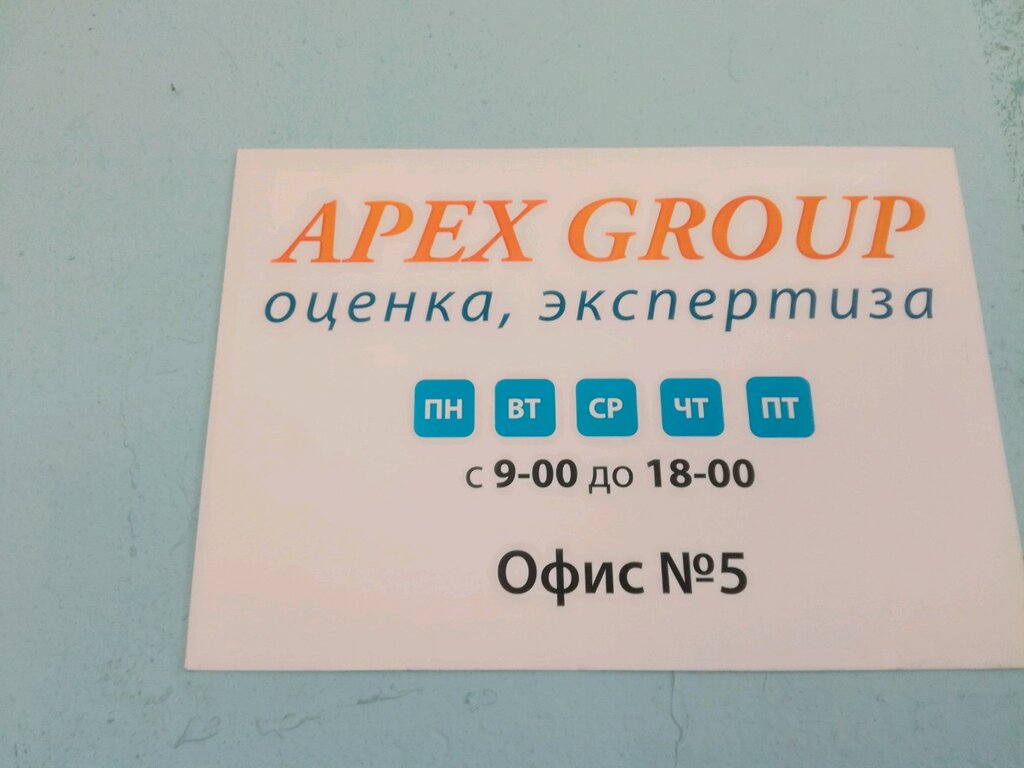 APEX GROUP
оценка, экспертиза
ПН ВТ СР ЧТ ПТ
с 9-00 до 18-00
Офис №5